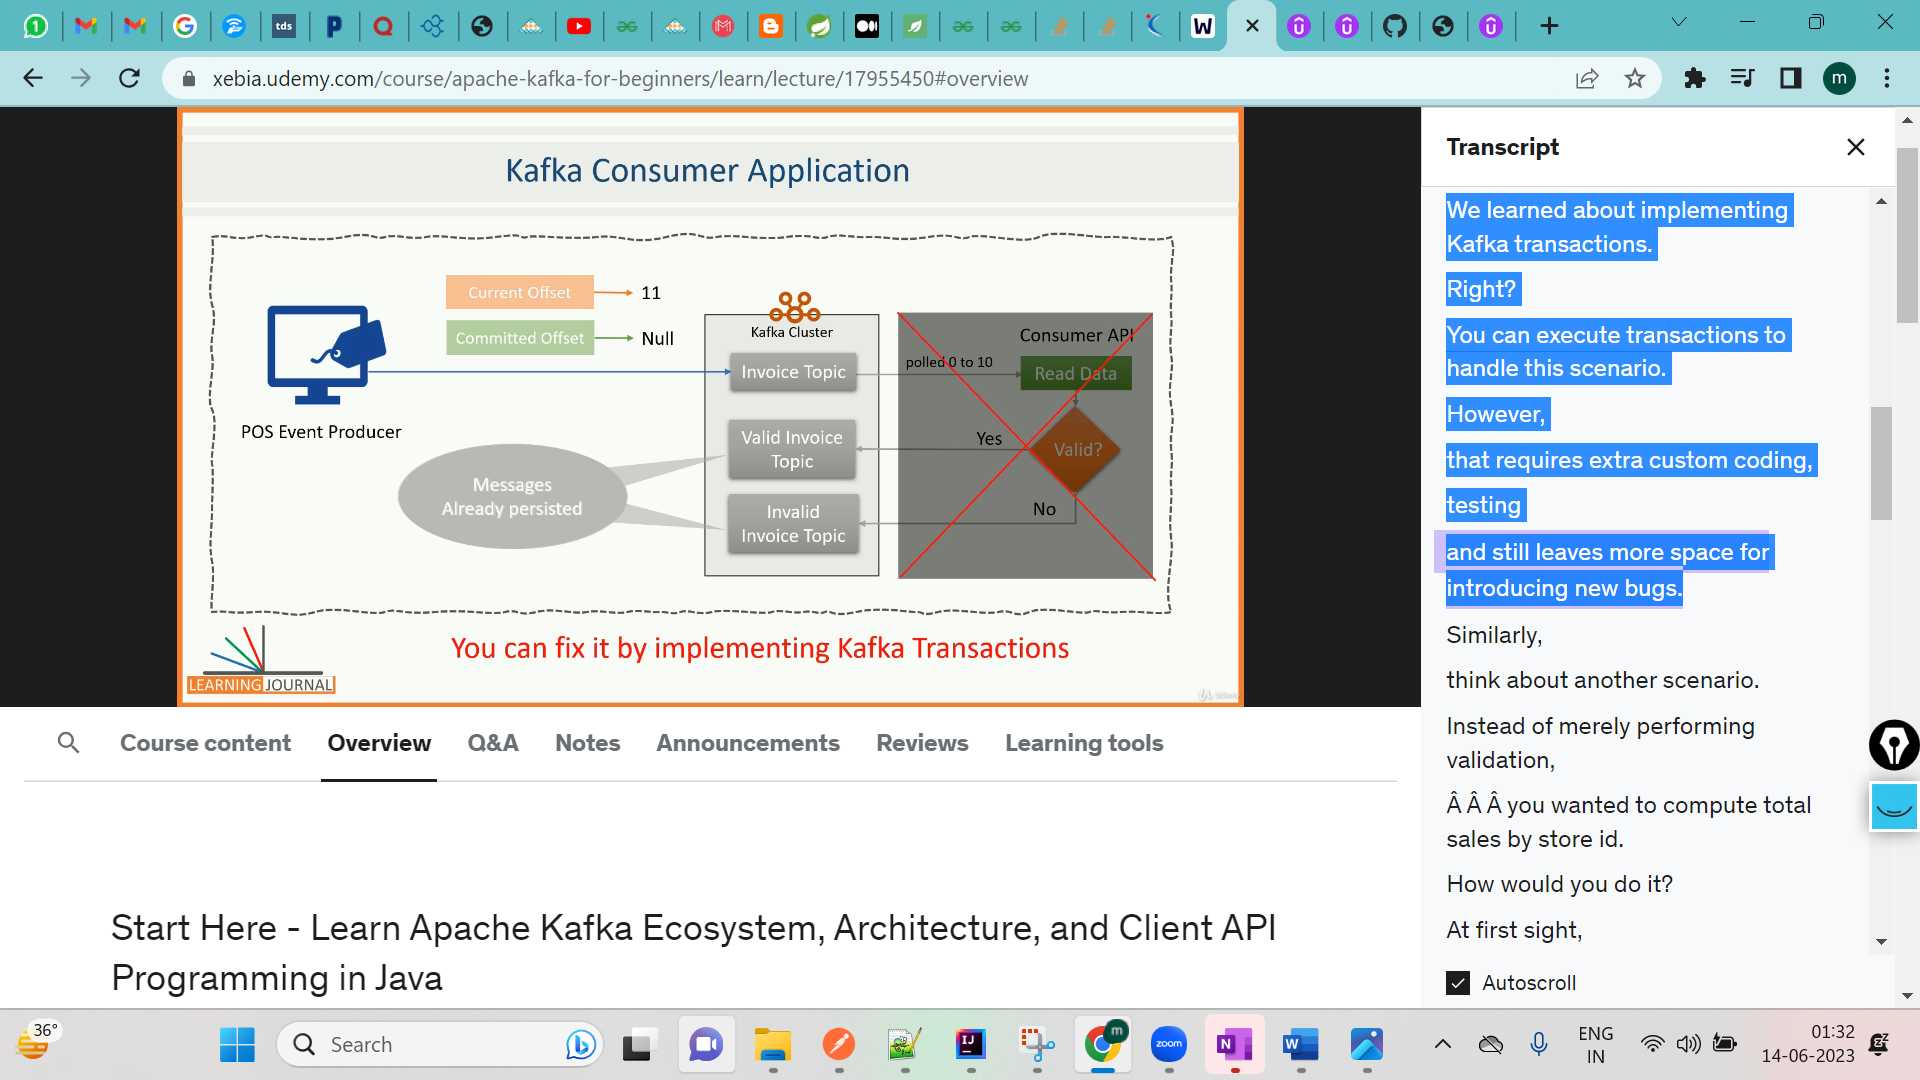 tds
xebia.udemy.com/course/apache-kafka-for-beginners/learn/lecture/17955450#overview
m
Kafka Consumer Application
Current Offset
11
Committed Offset
Null
Kafka Cluster
Consumer API
polled 0 to 10
Invoice Topic
Read Data
POS Event Producer
Valid Invoice
Topic
Yes
Valid?
Messages
Already persisted
Invalid
Invoice Topic
No
You can fix it by implementing Kafka Transactions
LEARNING JOURNAL
Transcript
We learned about implementing
Kafka transactions.
Right?
You can execute transactions to
handle this scenario.
However,
that requires extra custom coding,
testing
and still leaves more space for
introducing new bugs.
Similarly,
think about another scenario.
Instead of merely performing
validation,
Â Â Â you wanted to compute total
sales by store id.
How would you do it?
At first sight,
Autoscroll
Course content
Overview
Q&A
Notes
Announcements
Reviews
Learning tools
Start Here - Learn Apache Kafka Ecosystem, Architecture, and Client API
Programming in Java
36°
Search
zoom
ENG
IN
01:32
14-06-2023